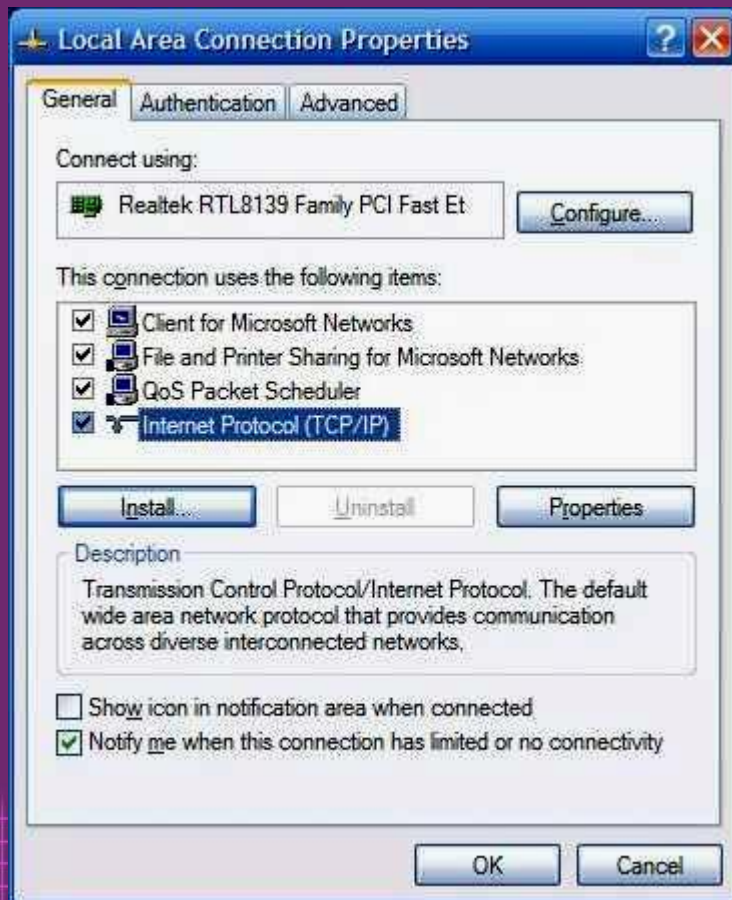 Local Area Connection Properties
General Authentication Advanced
Connect using:
Realtek RTL8139 Family PCI Fast Et Configure...
This connection uses the following items:
Client for Microsoft Networks
File and Printer Sharing for Microsoft Networks
QoS Packet Scheduler
Internet Protocol (TCP/IP)
Install... Uninstall Properties
Description
Transmission Control Protocol/Internet Protocol. The default
wide area network protocol that provides communication
across diverse interconnected networks.
Show icon in notification area when connected
Notify me when this connection has limited or no connectivity
OK Cancel